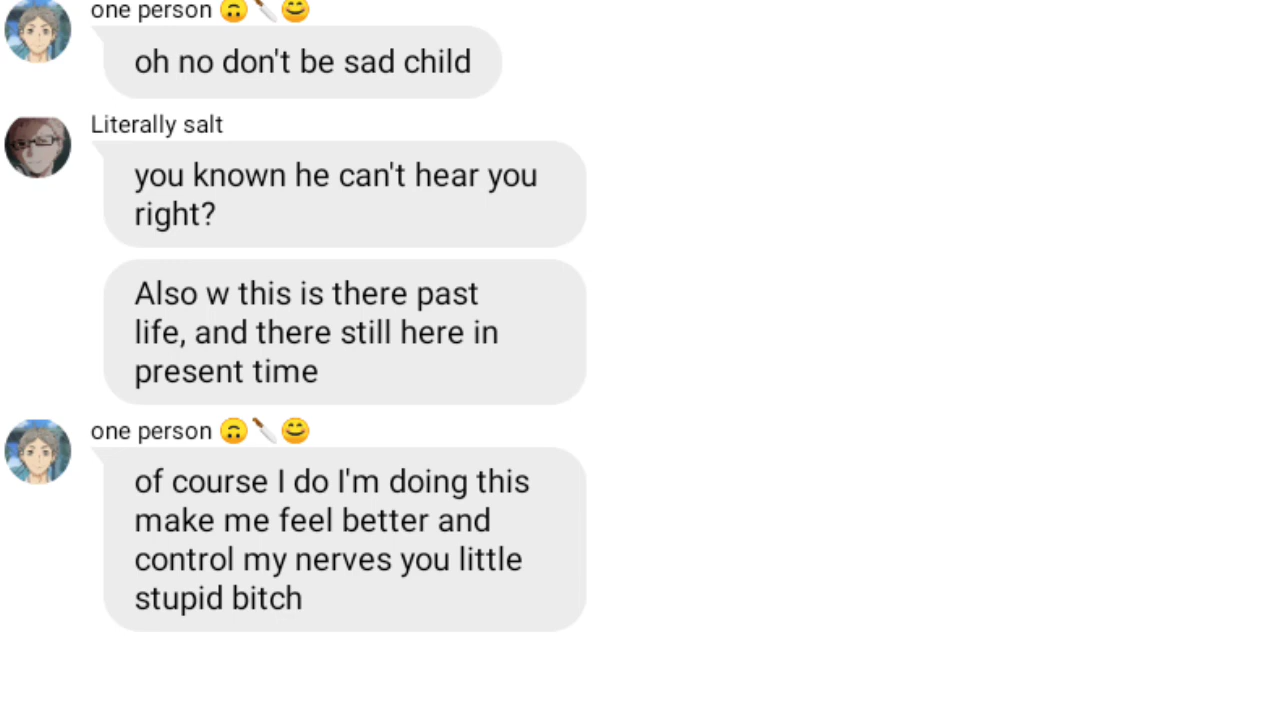 one person 🙃🔪😊
oh no don't be sad child
Literally salt
you known he can't hear you
right?
Also w this is there past
life, and there still here in
present time
one person 🙃🔪😊
of course I do I'm doing this
make me feel better and
control my nerves you little
stupid bitch